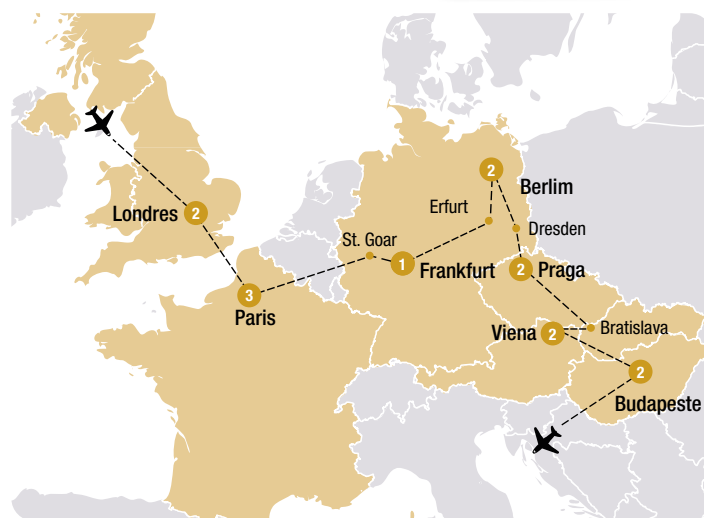 2
Berlim
Londres
2
Erfurt
Dresden
St. Goar
1
Frankfurt
2
Praga
3
Paris
Viena
2
Bratislava
2
Budapeste